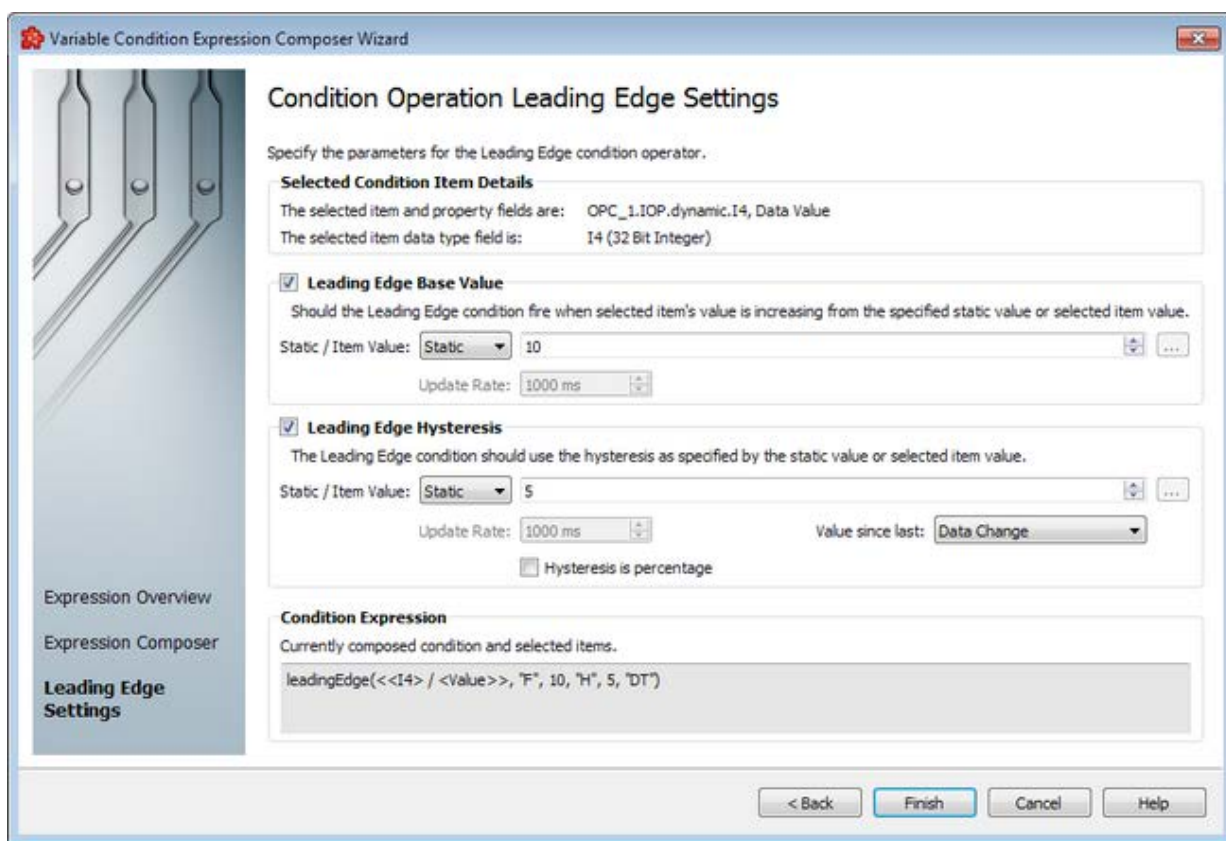 Variable Condition Expression Composer Wizard
Condition Operation Leading Edge Settings
Specify the parameters for the Leading Edge condition operator.
Selected Condition Item Details
The selected item and property fields are: OPC_1.IOP.dynamic.I4, Data Value
The selected item data type field is: I4 (32 Bit Integer)
Leading Edge Base Value
Should the Leading Edge condition fire when selected item's value is increasing from the specified static value or selected item value.
Static / Item Value: Static 10 ...
Update Rate: 1000 ms
Leading Edge Hysteresis
The Leading Edge condition should use the hysteresis as specified by the static value or selected item value.
Static / Item Value: Static 5 ...
Update Rate: 1000 ms Value since last: Data Change
Hysteresis is percentage
Condition Expression
Currently composed condition and selected items.
leadingEdge(<<I4> / <Value>>, "F", 10, "H", 5, "DT")
Expression Overview
Expression Composer
Leading Edge
Settings
< Back Finish Cancel Help